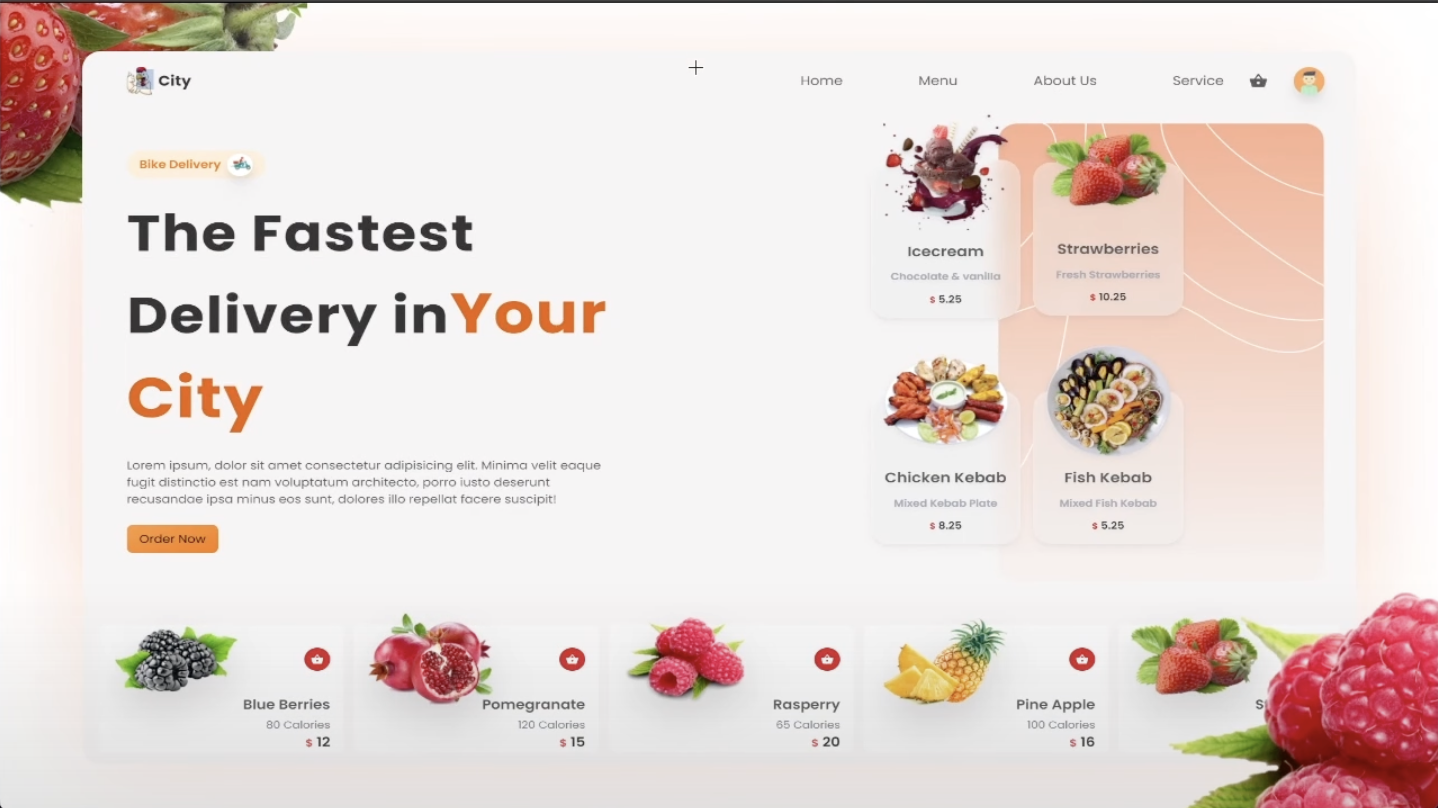 City
Home
Menu
About Us
Service
Bike Delivery
The Fastest
Delivery in Your
City
Lorem ipsum, dolor sit amet consectetur adipisicing elit. Minima velit eaque
fugit distinctio est nam voluptatum architecto, porro iusto deserunt
recusandae ipsa minus eos sunt, dolores illo repellat facere suscipit!
Order Now
Icecream
Chocolate & vanilla
$ 5.25
Strawberries
Fresh Strawberries
$ 10.25
Chicken Kebab
Mixed Kebab Plate
$ 8.25
Fish Kebab
Mixed Fish Kebab
$ 5.25
Blue Berries
80 Calories
$ 12
Pomegranate
120 Calories
$ 15
Rasperry
65 Calories
$ 20
Pine Apple
100 Calories
$ 16